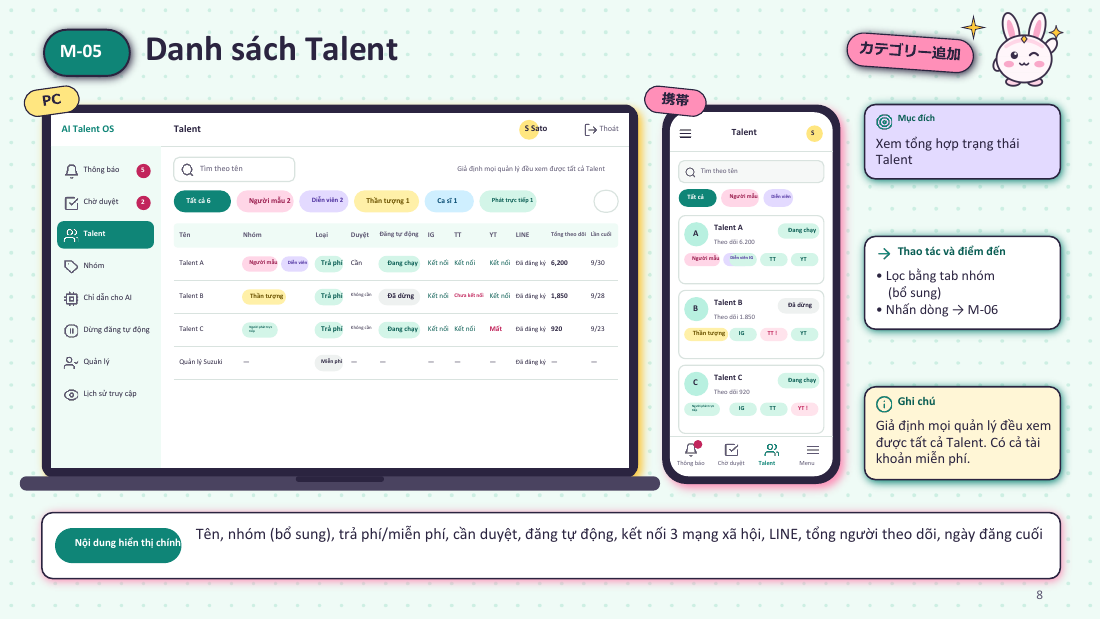 M-05
Danh sách Talent
カテゴリー追加
PC
携帯
AI Talent OS
Talent
S Sato
Thoát
Thông báo 5
Chờ duyệt 2
Talent
Nhóm
Chỉ dẫn cho AI
Dừng đăng tự động
Quản lý
Lịch sử truy cập
Tìm theo tên
Giả định mọi quản lý đều xem được tất cả Talent
Tất cả 6 Người mẫu 2 Diễn viên 2 Thần tượng 1 Ca sĩ 1 Phát trực tiếp 1
Tên Nhóm Loại Duyệt Đăng tự động IG TT YT LINE Tổng theo dõi Lần cuối
Talent A Người mẫu Diễn viên Trả phí Cần Đang chạy Kết nối Kết nối Kết nối Đã đăng ký 6,200 9/30
Talent B Thần tượng Trả phí Không cần Đã dừng Kết nối Chưa kết nối Kết nối Đã đăng ký 1,850 9/28
Talent C Người phát trực tiếp Trả phí Không cần Đang chạy Kết nối Kết nối Mất Đã đăng ký 920 9/23
Quản lý Suzuki — Miễn phí — — — — — Đã đăng ký — —
Talent
S
Tìm theo tên
Tất cả Người mẫu Diễn viên
A Talent A Đang chạy
Theo dõi 6.200
Người mẫu Diễn viên IG TT YT
B Talent B Đã dừng
Theo dõi 1.850
Thần tượng IG TT ! YT
C Talent C Đang chạy
Theo dõi 920
Người phát trực tiếp IG TT YT !
Thông báo Chờ duyệt Talent Menu
Mục đích
Xem tổng hợp trạng thái
Talent
Thao tác và điểm đến
• Lọc bằng tab nhóm
(bổ sung)
• Nhấn dòng → M-06
Ghi chú
Giả định mọi quản lý đều xem
được tất cả Talent. Có cả tài
khoản miễn phí.
Nội dung hiển thị chính
Tên, nhóm (bổ sung), trả phí/miễn phí, cần duyệt, đăng tự động, kết nối 3 mạng xã hội, LINE, tổng người theo dõi, ngày đăng cuối
8